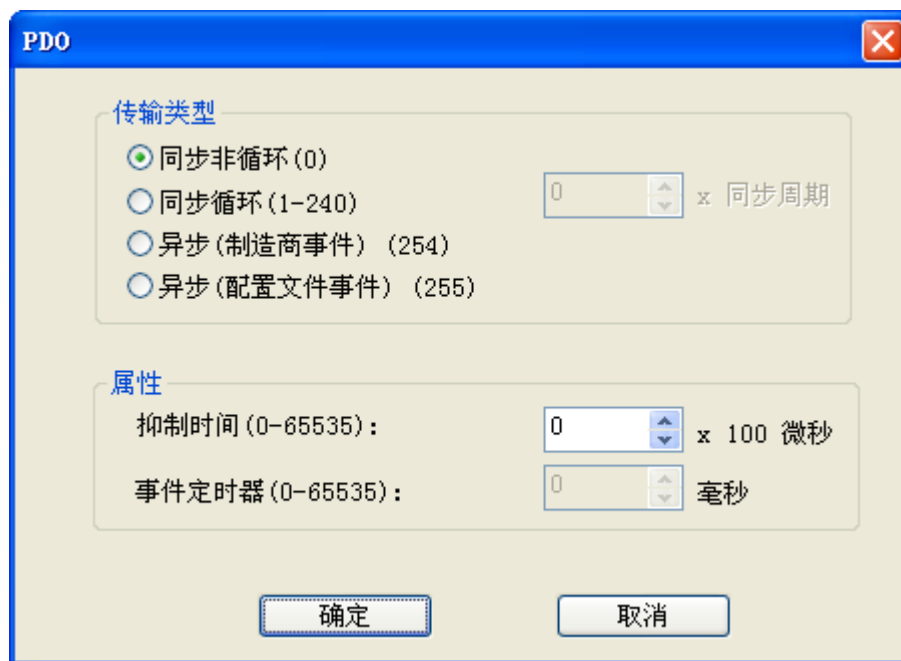 PDO
传输类型
同步非循环(0)
同步循环(1-240)
0 x 同步周期
异步(制造商事件) (254)
异步(配置文件事件) (255)
属性
抑制时间(0-65535): 0 x 100 微秒
事件定时器(0-65535): 0 毫秒
确定 取消